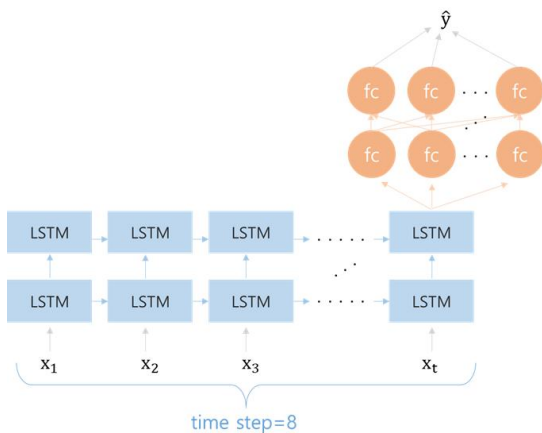 ŷ
fc fc . . . fc
fc fc . . . fc
LSTM LSTM LSTM . . . . . LSTM
LSTM LSTM LSTM . . . . . LSTM
x₁ x₂ x₃ xₜ
time step=8